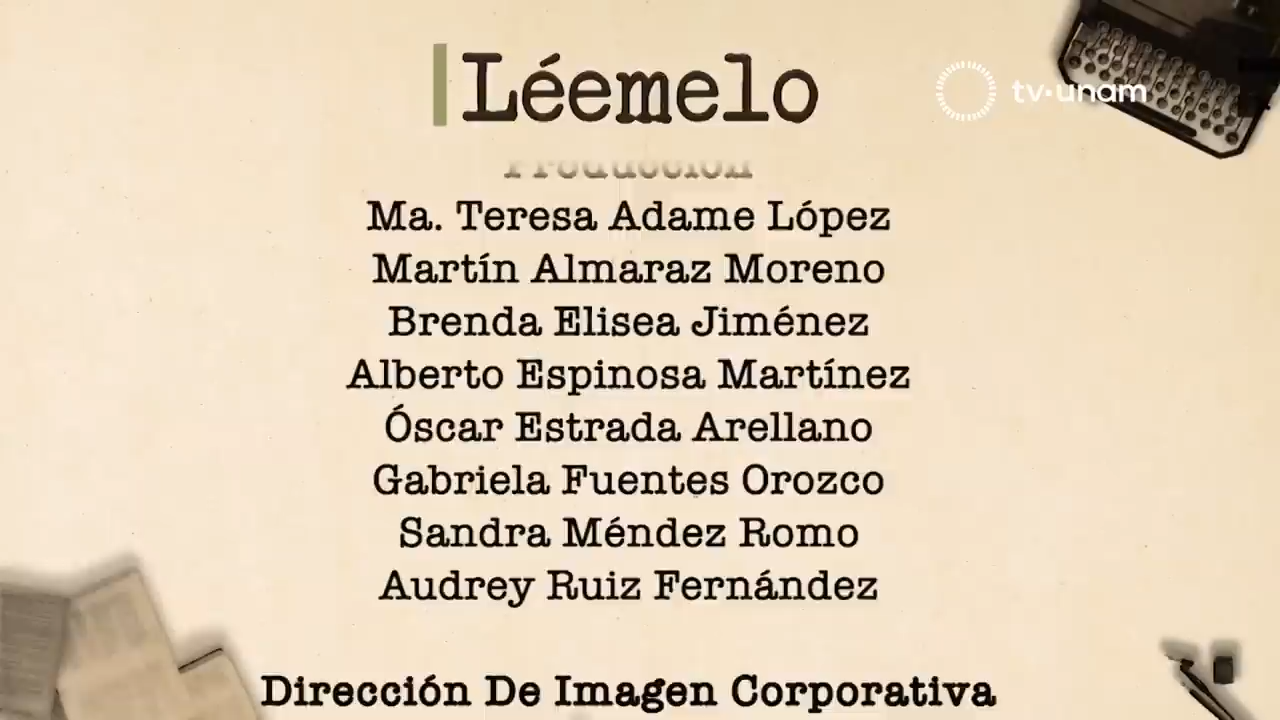 Léemelo
tv·unam
Producción
Ma. Teresa Adame López
Martín Almaraz Moreno
Brenda Elisea Jiménez
Alberto Espinosa Martínez
Óscar Estrada Arellano
Gabriela Fuentes Orozco
Sandra Méndez Romo
Audrey Ruiz Fernández
Dirección De Imagen Corporativa